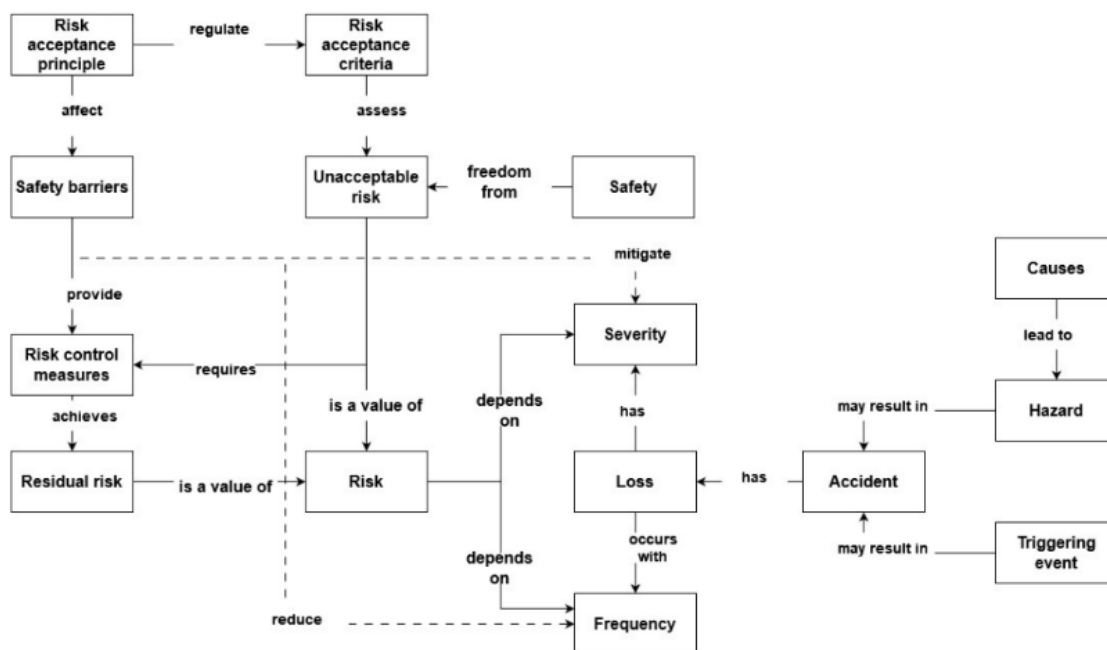 Risk
acceptance
principle
regulate
Risk
acceptance
criteria
affect
assess
Safety barriers
Unacceptable
risk
freedom
from
Safety
mitigate
Causes
provide
Severity
lead to
Risk control
measures
requires
is a value of
depends
on
has
may result in
Hazard
achieves
Residual risk
is a value of
Risk
Loss
has
Accident
occurs
with
may result in
Triggering
event
depends
on
reduce
Frequency